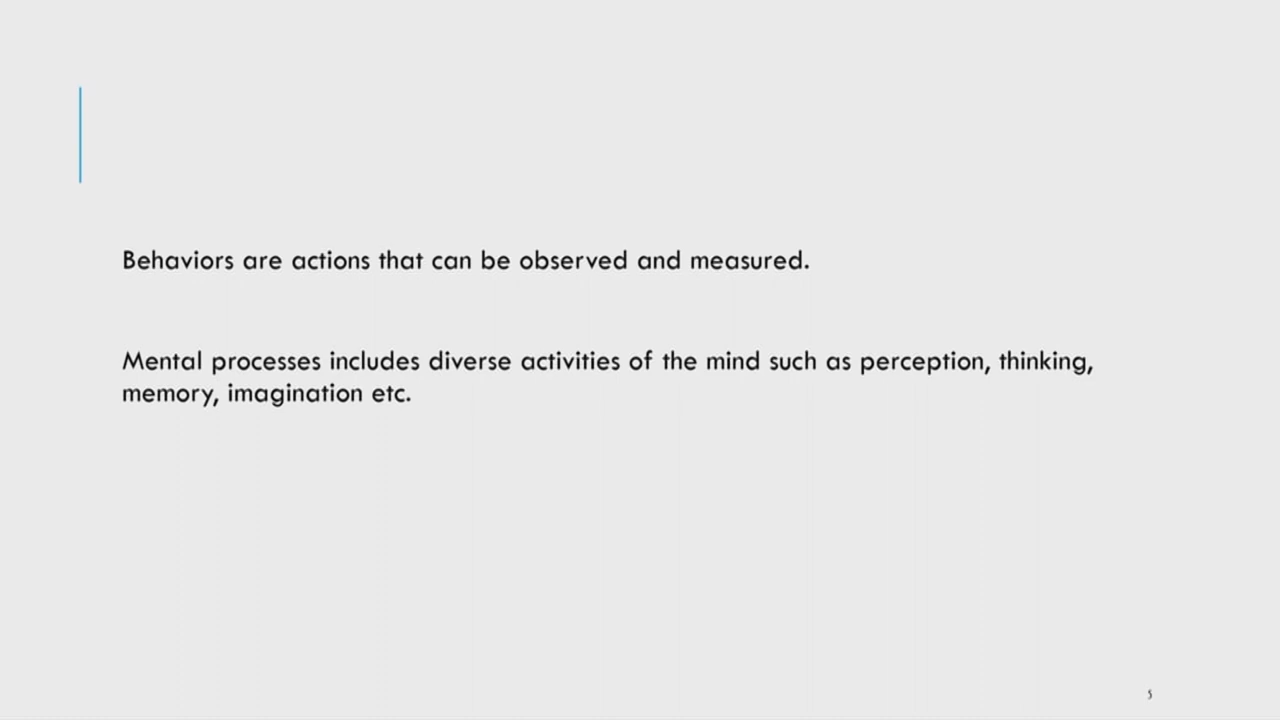 Behaviors are actions that can be observed and measured.
Mental processes includes diverse activities of the mind such as perception, thinking,
memory, imagination etc.
5